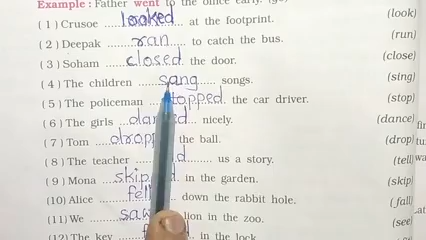 Example : Father went to the office early.
(1) Crusoe looked at the footprint. (look)
(2) Deepak ran to catch the bus. (run)
(3) Soham closed the door. (close)
(4) The children sang songs. (sing)
(5) The policeman stopped the car driver. (stop)
(6) The girls nicely. (dance)
(7) Tom the ball. (drop)
(8) The teacher us a story. (tell)
(9) Mona in the garden. (skip)
(10) Alice fell down the rabbit hole. (fall)
(11) We lion in the zoo. (see)
(12) The key in the lock